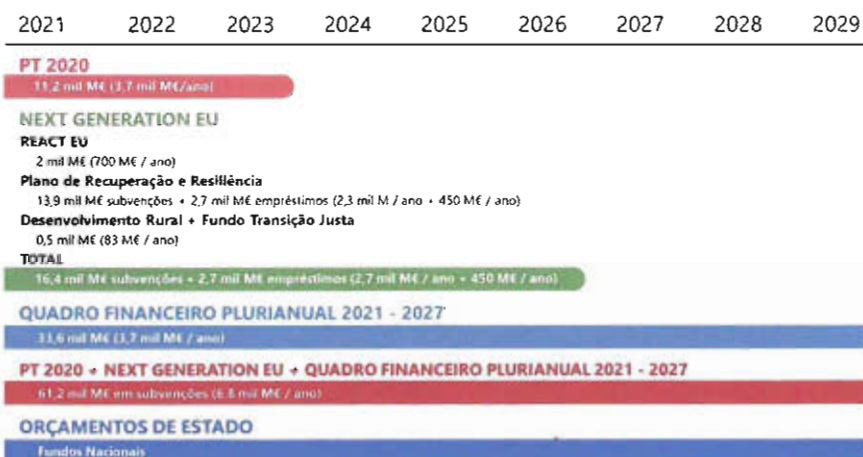 2021 2022 2023 2024 2025 2026 2027 2028 2029
PT 2020
11,2 mil M€ (3,7 mil M€/ano)
NEXT GENERATION EU
REACT EU
2 mil M€ (700 M€ / ano)
Plano de Recuperação e Resiliência
13,9 mil M€ subvenções + 2,7 mil M€ empréstimos (2,3 mil M / ano + 450 M€ / ano)
Desenvolvimento Rural + Fundo Transição Justa
0,5 mil M€ (83 M€ / ano)
TOTAL
16,4 mil M€ subvenções + 2,7 mil M€ empréstimos (2,7 mil M€ / ano + 450 M€ / ano)
QUADRO FINANCEIRO PLURIANUAL 2021 - 2027
33,6 mil M€ (3,7 mil M€ / ano)
PT 2020 + NEXT GENERATION EU + QUADRO FINANCEIRO PLURIANUAL 2021 - 2027
61,2 mil M€ em subvenções (6,8 mil M€ / ano)
ORÇAMENTOS DE ESTADO
Fundos Nacionais